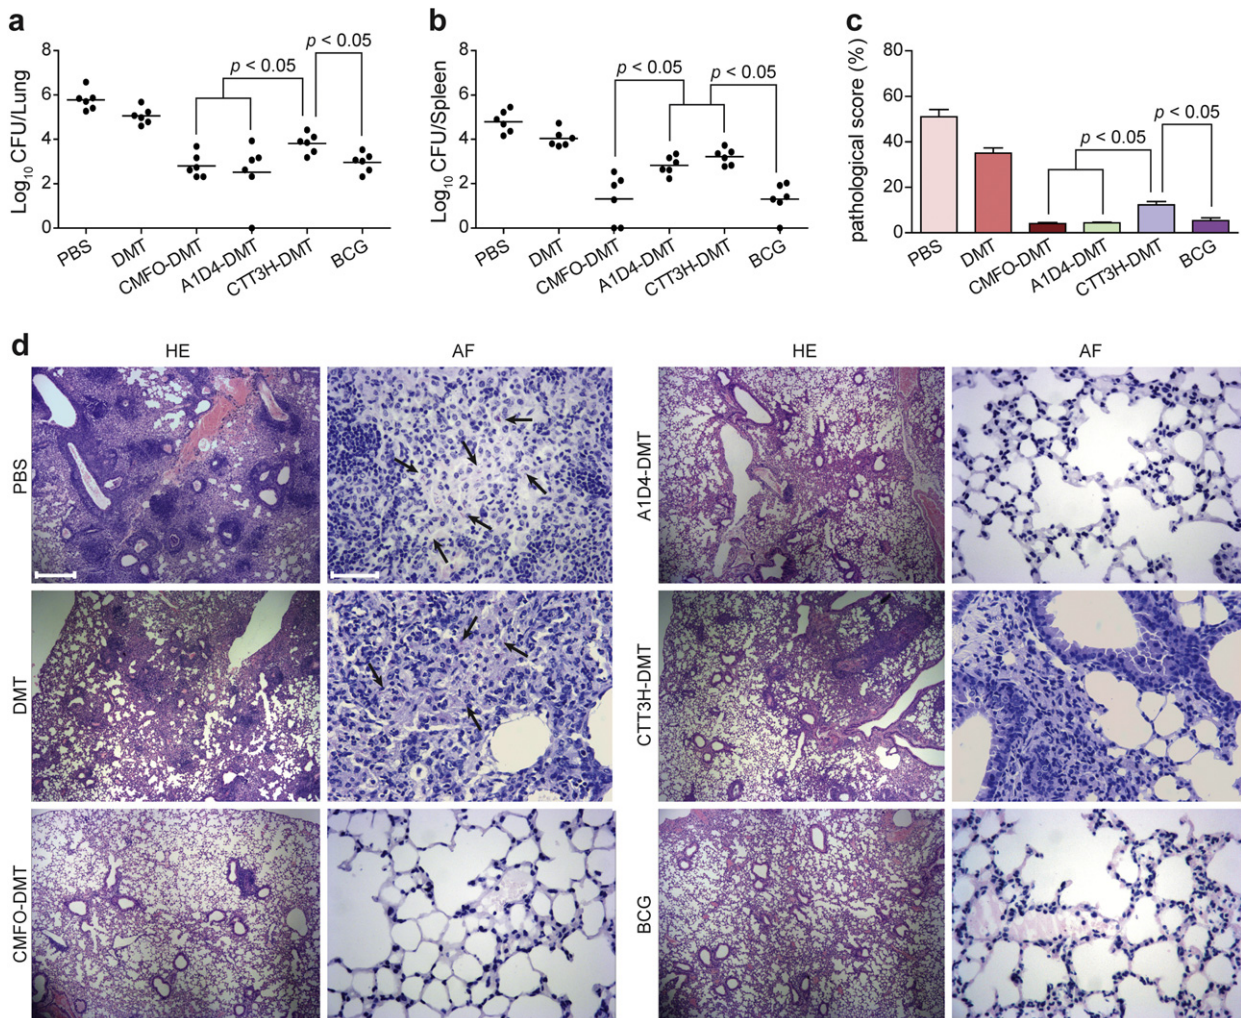 a
Log10 CFU/Lung
8
6
4
2
0
p < 0.05
p < 0.05
PBS
DMT
CMFO-DMT
A1D4-DMT
CTT3H-DMT
BCG
b
Log10 CFU/Spleen
8
6
4
2
0
p < 0.05
p < 0.05
PBS
DMT
CMFO-DMT
A1D4-DMT
CTT3H-DMT
BCG
c
pathological score (%)
80
60
40
20
0
p < 0.05
p < 0.05
PBS
DMT
CMFO-DMT
A1D4-DMT
CTT3H-DMT
BCG
d
HE
AF
HE
AF
PBS
A1D4-DMT
DMT
CTT3H-DMT
CMFO-DMT
BCG